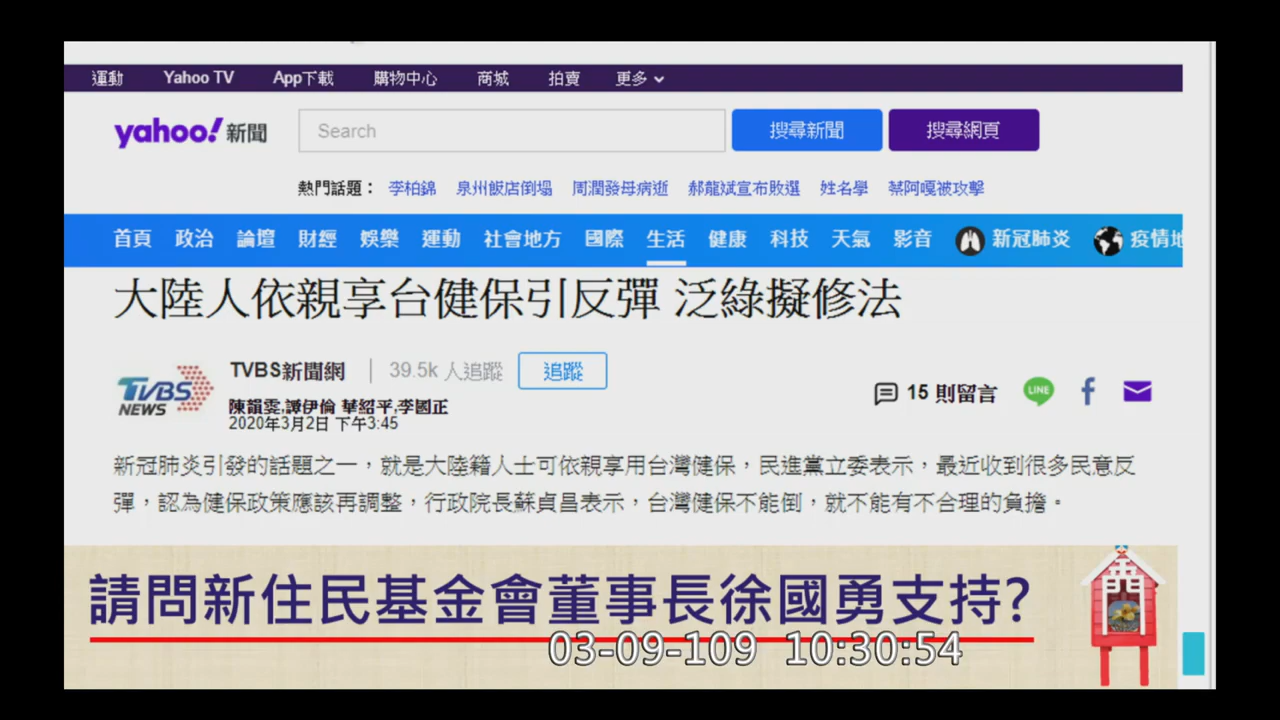 運動 Yahoo TV App下載 購物中心 商城 拍賣 更多
yahoo!新聞 Search 搜尋新聞 搜尋網頁
熱門話題： 李柏錦 泉州飯店倒塌 周潤發母病逝 郝龍斌宣布敗選 姓名學 蔡阿嘎被攻擊
首頁 政治 論壇 財經 娛樂 運動 社會地方 國際 生活 健康 科技 天氣 影音 新冠肺炎 疫情地
大陸人依親享台健保引反彈 泛綠擬修法
TVBS NEWS
TVBS新聞網 39.5k 人追蹤 追蹤
15 則留言 LINE
陳韻雯,譚伊倫 華紹平,李國正
2020年3月2日 下午3:45
新冠肺炎引發的話題之一，就是大陸籍人士可依親享用台灣健保，民進黨立委表示，最近收到很多民意反
彈，認為健保政策應該再調整，行政院長蘇貞昌表示，台灣健保不能倒，就不能有不合理的負擔。
請問新住民基金會董事長徐國勇支持?
03-09-109 10:30:54